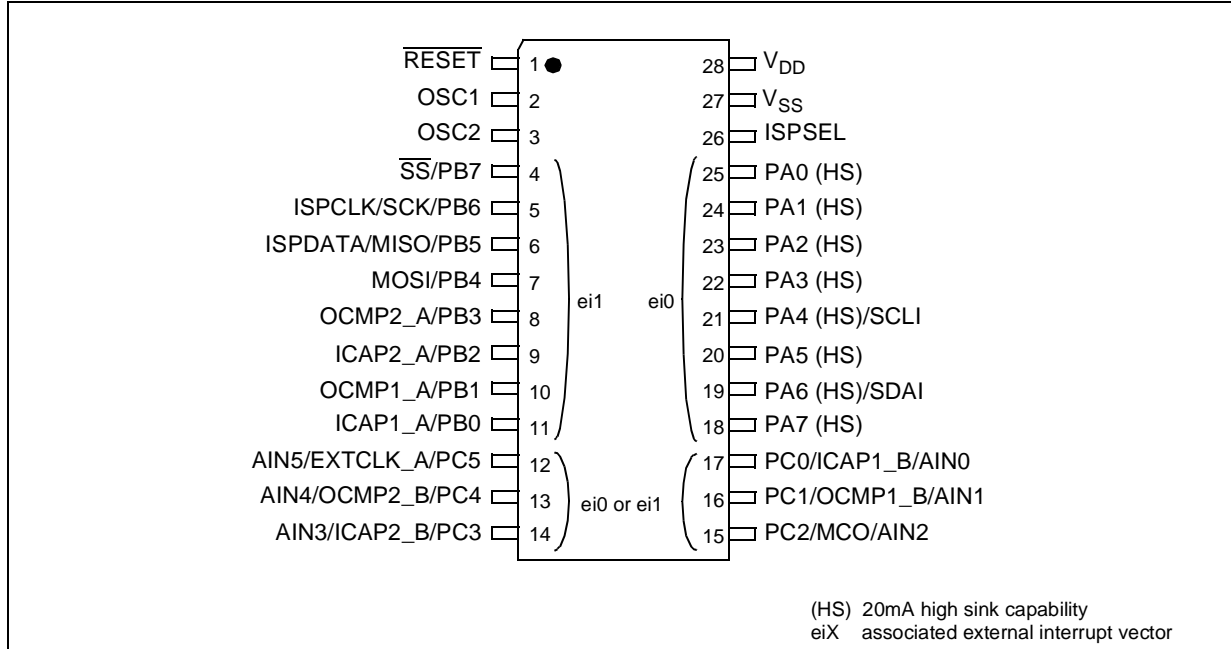 RESET 1 28 VDD
OSC1 2 27 VSS
OSC2 3 26 ISPSEL
SS/PB7 4 25 PA0 (HS)
ISPCLK/SCK/PB6 5 24 PA1 (HS)
ISPDATA/MISO/PB5 6 23 PA2 (HS)
MOSI/PB4 7 22 PA3 (HS)
ei1 ei0
OCMP2_A/PB3 8 21 PA4 (HS)/SCLI
ICAP2_A/PB2 9 20 PA5 (HS)
OCMP1_A/PB1 10 19 PA6 (HS)/SDAI
ICAP1_A/PB0 11 18 PA7 (HS)
AIN5/EXTCLK_A/PC5 12 17 PC0/ICAP1_B/AIN0
AIN4/OCMP2_B/PC4 13 ei0 or ei1 16 PC1/OCMP1_B/AIN1
AIN3/ICAP2_B/PC3 14 15 PC2/MCO/AIN2
(HS) 20mA high sink capability
eiX associated external interrupt vector